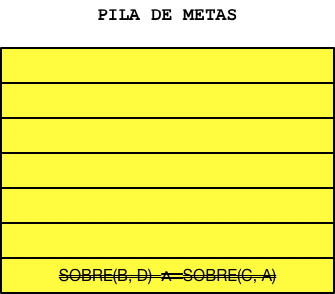 PILA DE METAS
SOBRE(B, D) ∧ SOBRE(C, A)